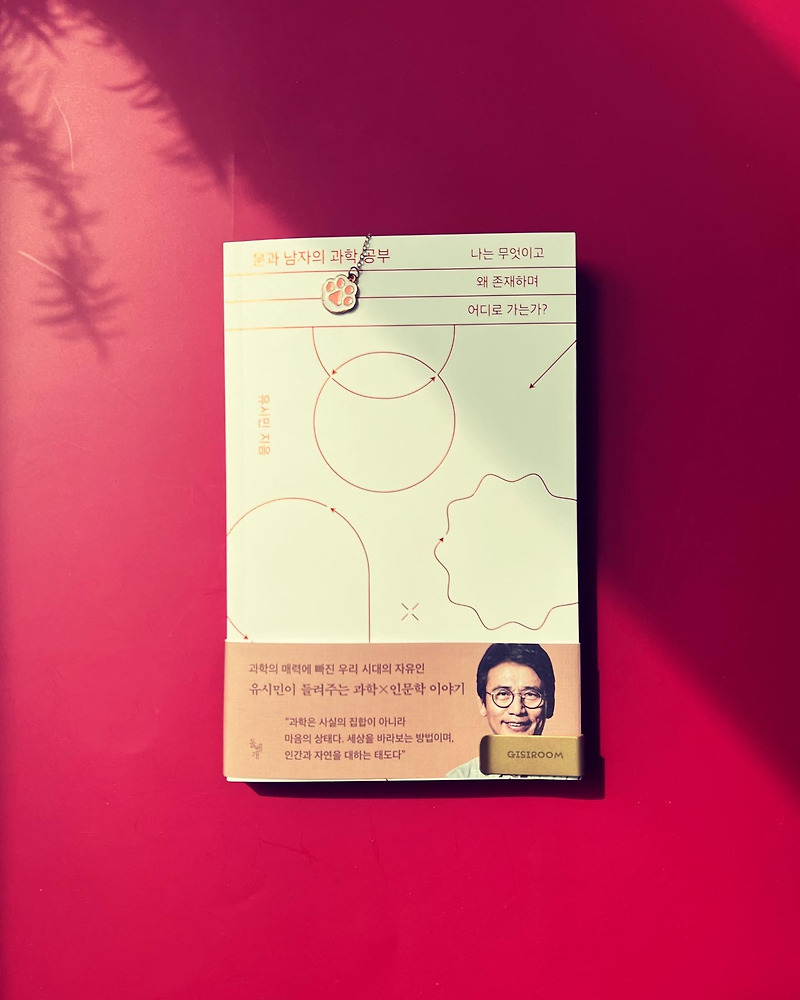 문과 남자의 과학 공부
나는 무엇이고
왜 존재하며
어디로 가는가?
유시민 지음
과학의 매력에 빠진 우리 시대의 자유인
유시민이 들려주는 과학×인문학 이야기
“과학은 사실의 집합이 아니라
마음의 상태다. 세상을 바라보는 방법이며,
인간과 자연을 대하는 태도다”
돌베개
GISIROOM